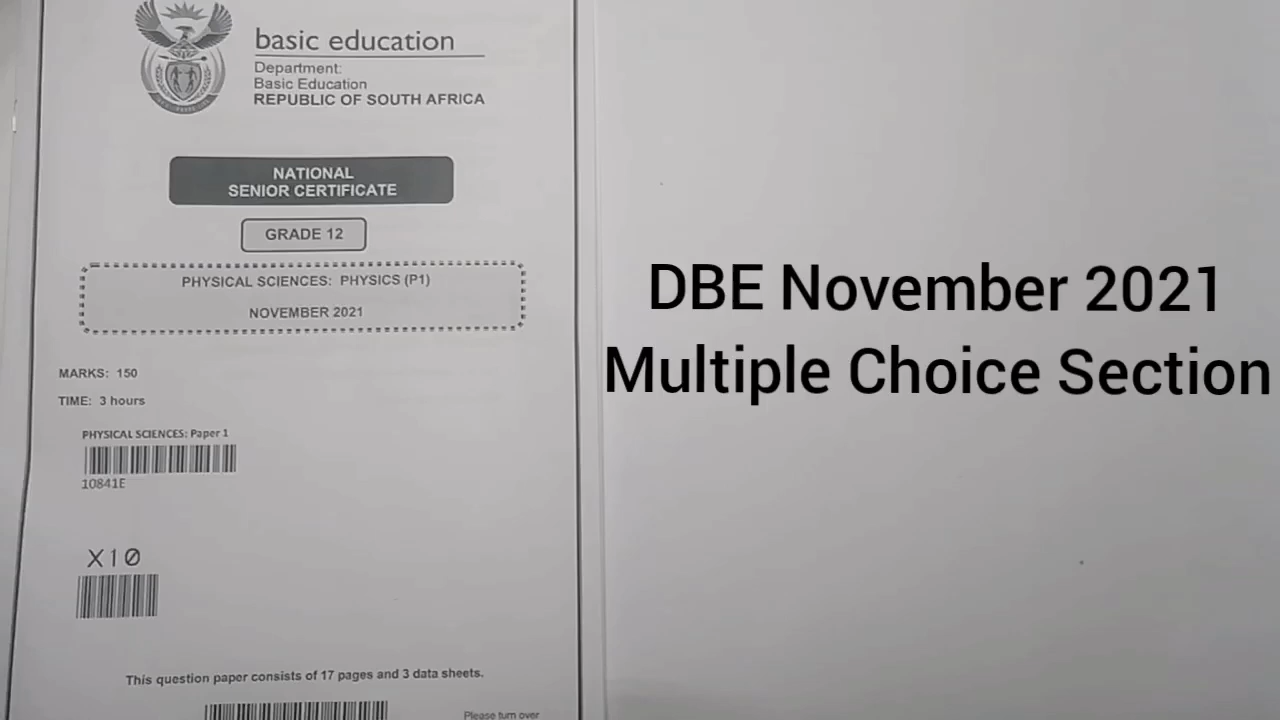 basic education
Department:
Basic Education
REPUBLIC OF SOUTH AFRICA
NATIONAL
SENIOR CERTIFICATE
GRADE 12
PHYSICAL SCIENCES: PHYSICS (P1)
NOVEMBER 2021
MARKS: 150
TIME: 3 hours
PHYSICAL SCIENCES: Paper 1
10841E
X10
This question paper consists of 17 pages and 3 data sheets.
Please turn over
DBE November 2021
Multiple Choice Section